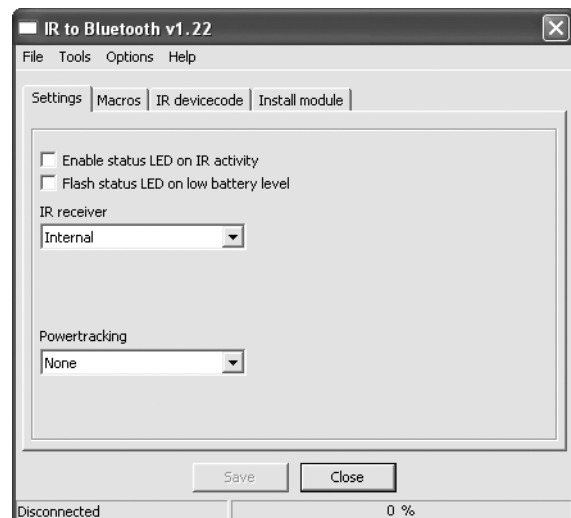 IR to Bluetooth v1.22
File Tools Options Help
Settings Macros IR devicecode Install module
Enable status LED on IR activity
Flash status LED on low battery level
IR receiver
Internal
Powertracking
None
Save Close
Disconnected 0 %